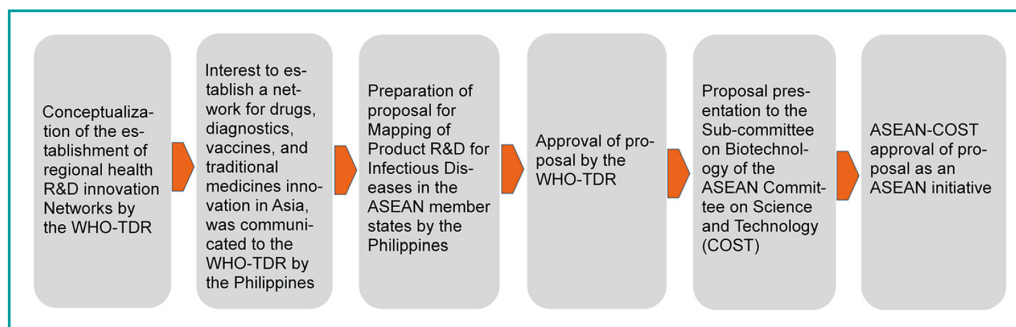 Conceptualiza-
tion of the es-
tablishment of
regional health
R&D innovation
Networks by
the WHO-TDR
Interest to es-
tablish a net-
work for drugs,
diagnostics,
vaccines, and
traditional
medicines inno-
vation in Asia,
was communi-
cated to the
WHO-TDR by
the Philippines
Preparation of
proposal for
Mapping of
Product R&D for
Infectious Dis-
eases in the
ASEAN member
states by the
Philippines
Approval of pro-
posal by the
WHO-TDR
Proposal pres-
entation to the
Sub-committee
on Biotechnol-
ogy of the
ASEAN Commit-
tee on Science
and Technology
(COST)
ASEAN-COST
approval of pro-
posal as an
ASEAN initiative